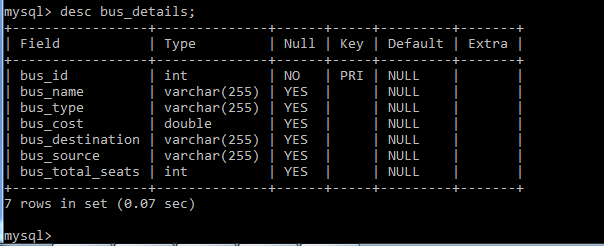 mysql> desc bus_details;
+-----------------+--------------+------+-----+---------+-------+
| Field           | Type         | Null | Key | Default | Extra |
+-----------------+--------------+------+-----+---------+-------+
| bus_id          | int          | NO   | PRI | NULL    |       |
| bus_name        | varchar(255) | YES  |     | NULL    |       |
| bus_type        | varchar(255) | YES  |     | NULL    |       |
| bus_cost        | double       | YES  |     | NULL    |       |
| bus_destination | varchar(255) | YES  |     | NULL    |       |
| bus_source      | varchar(255) | YES  |     | NULL    |       |
| bus_total_seats | int          | YES  |     | NULL    |       |
+-----------------+--------------+------+-----+---------+-------+
7 rows in set (0.07 sec)
mysql>